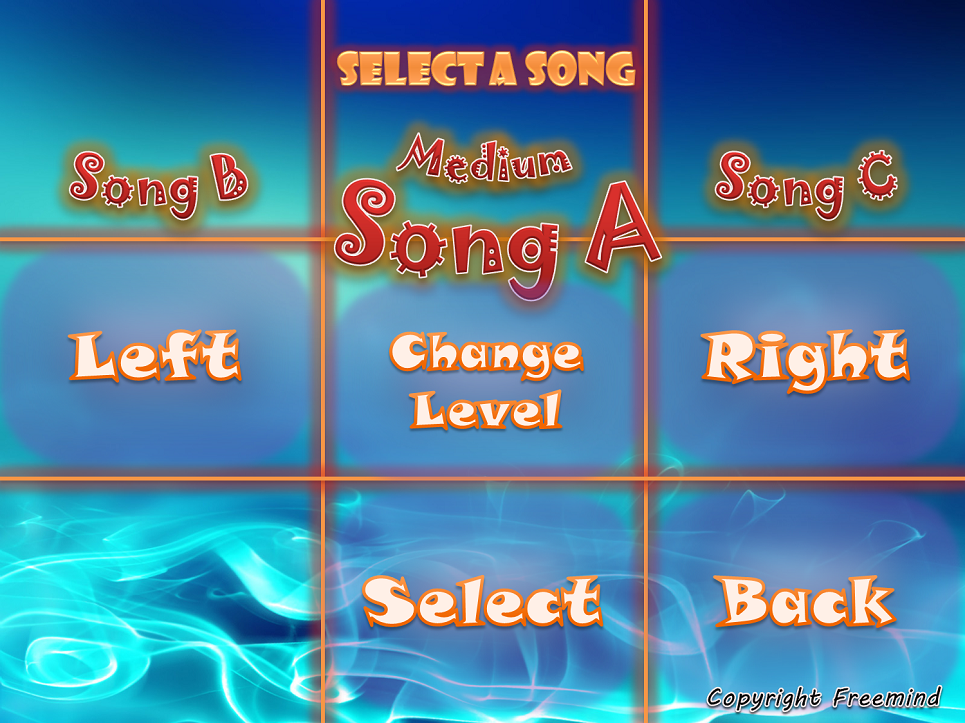 SELECT A SONG
Medium
Song B
Song A
Song C
Left
Change
Level
Right
Select
Back
Copyright Freemind